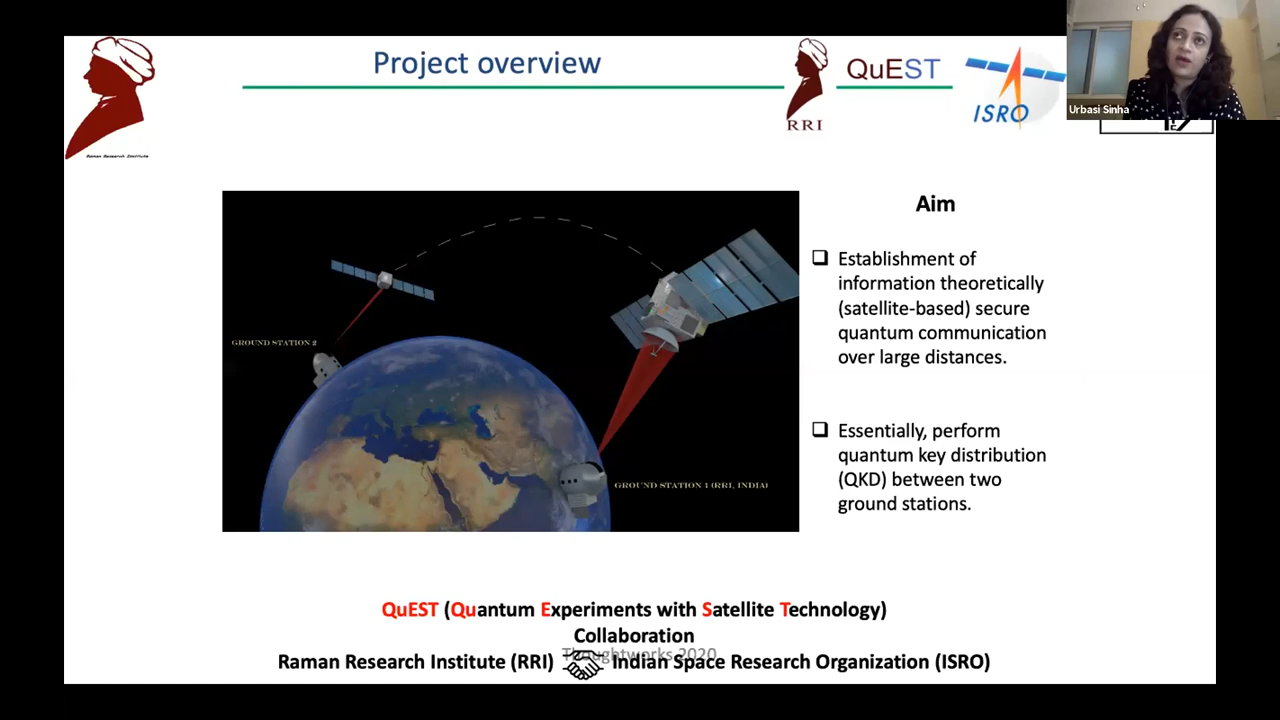 Project overview
Raman Research Institute
RRI
QuEST
ISRO
Urbasi Sinha
GROUND STATION 2
GROUND STATION 1 (RRI, INDIA)
Aim
❑ Establishment of
information theoretically
(satellite-based) secure
quantum communication
over large distances.
❑ Essentially, perform
quantum key distribution
(QKD) between two
ground stations.
QuEST (Quantum Experiments with Satellite Technology)
Collaboration
Thoughtworks 2020
Raman Research Institute (RRI) Indian Space Research Organization (ISRO)